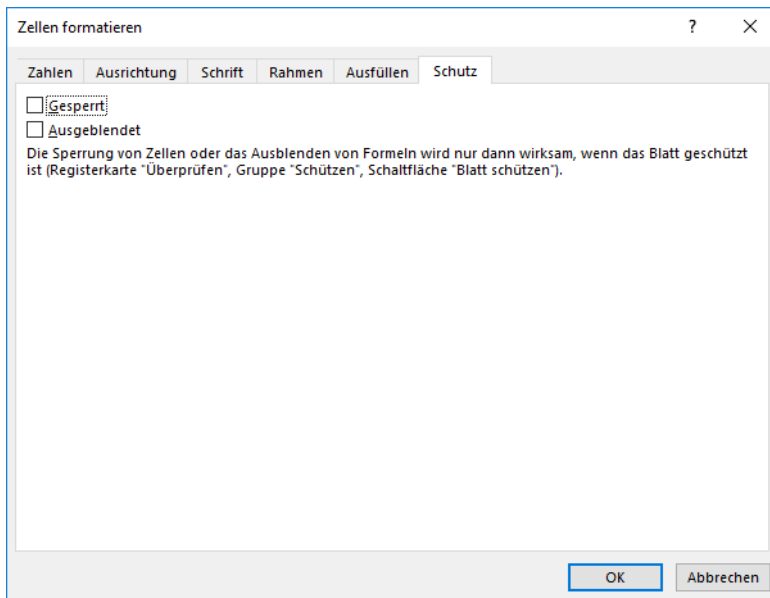 Zellen formatieren ?
Zahlen Ausrichtung Schrift Rahmen Ausfüllen Schutz
Gesperrt
Ausgeblendet
Die Sperrung von Zellen oder das Ausblenden von Formeln wird nur dann wirksam, wenn das Blatt geschützt
ist (Registerkarte "Überprüfen", Gruppe "Schützen", Schaltfläche "Blatt schützen").
OK Abbrechen